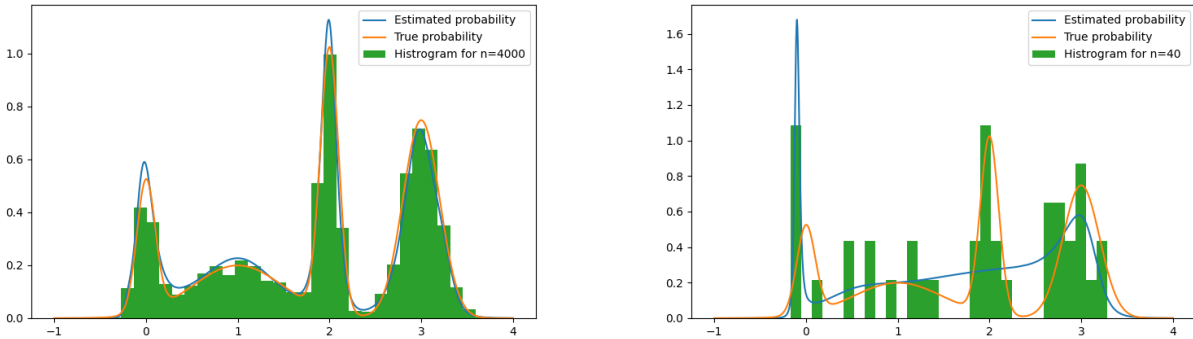 Estimated probability
True probability
Histrogram for n=4000
1.0
0.8
0.6
0.4
0.2
0.0
−1 0 1 2 3 4
Estimated probability
True probability
Histrogram for n=40
1.6
1.4
1.2
1.0
0.8
0.6
0.4
0.2
0.0
−1 0 1 2 3 4